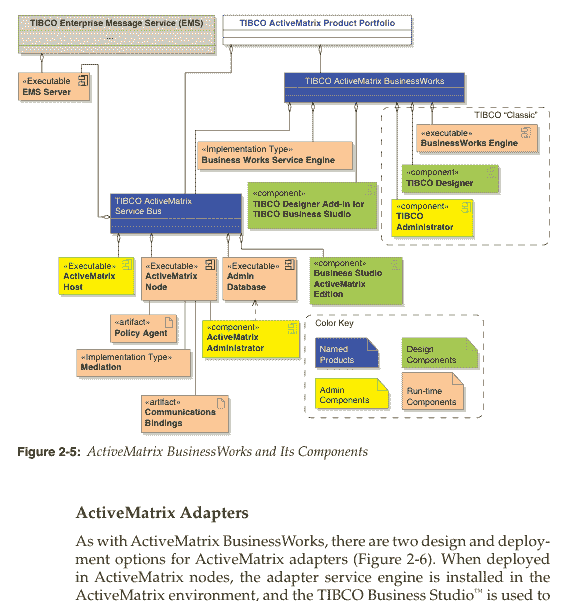 TIBCO Enterprise Message Service (EMS)
...
TIBCO ActiveMatrix Product Portfolio
«Executable»
EMS Server
TIBCO ActiveMatrix BusinessWorks
TIBCO "Classic"
«executable»
BusinessWorks Engine
«Implementation Type»
Business Works Service Engine
«component»
TIBCO Designer
«component»
TIBCO Designer Add-in for
TIBCO Business Studio
TIBCO ActiveMatrix
Service Bus
«component»
TIBCO
Administrator
«Executable»
ActiveMatrix
Host
«Executable»
ActiveMatrix
Node
«Executable»
Admin
Database
«component»
Business Studio
ActiveMatrix
Edition
«artifact»
Policy Agent
«component»
ActiveMatrix
Administrator
«Implementation Type»
Mediation
«artifact»
Communications
Bindings
Color Key
Named
Products
Design
Components
Admin
Components
Run-time
Components
Figure 2-5: ActiveMatrix BusinessWorks and Its Components
ActiveMatrix Adapters
As with ActiveMatrix BusinessWorks, there are two design and deploy-
ment options for ActiveMatrix adapters (Figure 2-6). When deployed
in ActiveMatrix nodes, the adapter service engine is installed in the
ActiveMatrix environment, and the TIBCO Business Studio™ is used to